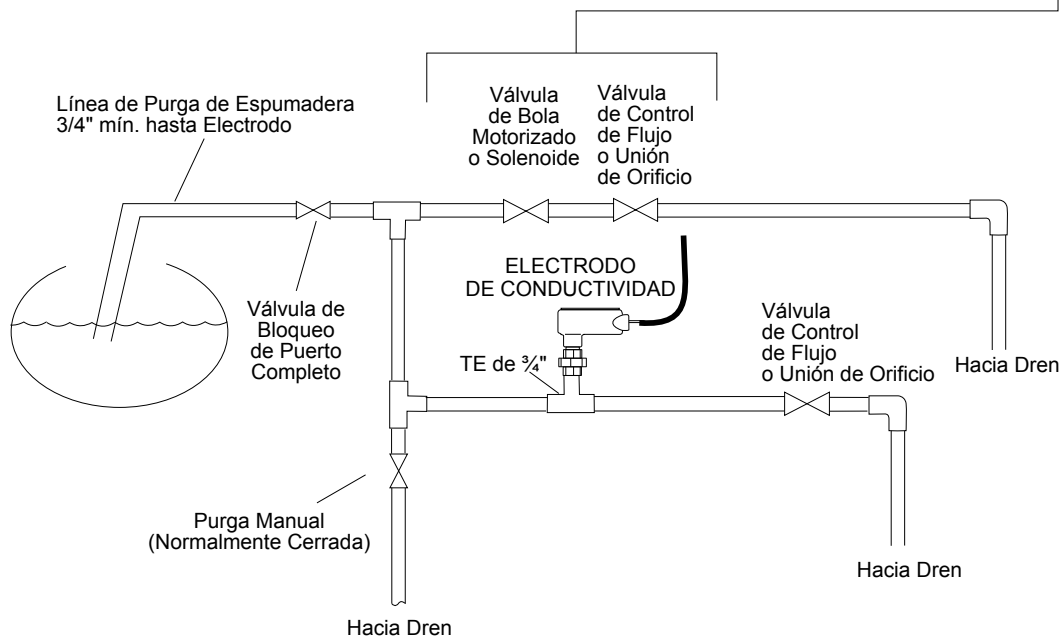 Línea de Purga de Espumadera
3/4" mín. hasta Electrodo
Válvula
de Bola
Motorizado
o Solenoide
Válvula
de Control
de Flujo
o Unión
de Orificio
ELECTRODO
DE CONDUCTIVIDAD
Válvula de
Bloqueo
de Puerto
Completo
TE de ¾"
Válvula
de Control
de Flujo
o Unión de Orificio
Hacia Dren
Purga Manual
(Normalmente Cerrada)
Hacia Dren
Hacia Dren